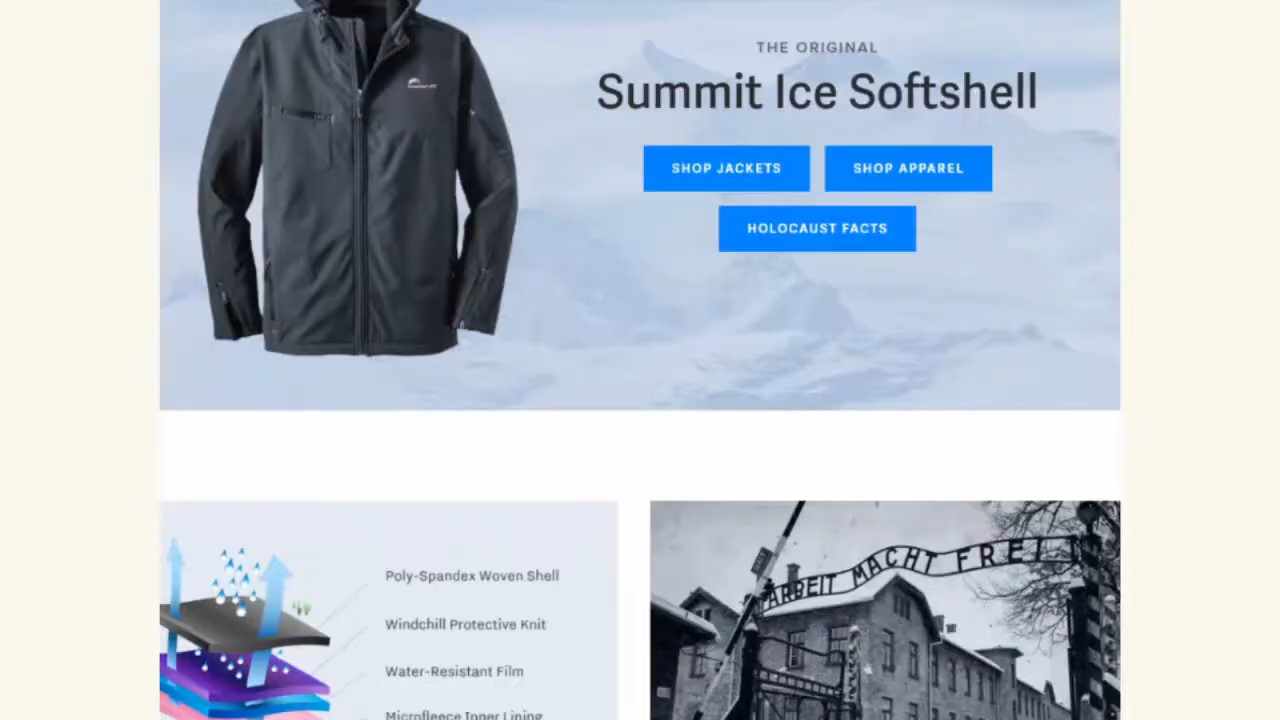 THE ORIGINAL
Summit Ice Softshell
SHOP JACKETS
SHOP APPAREL
HOLOCAUST FACTS
Poly-Spandex Woven Shell
Windchill Protective Knit
Water-Resistant Film
Microfleece Inner Lining
ARBEIT MACHT FREI